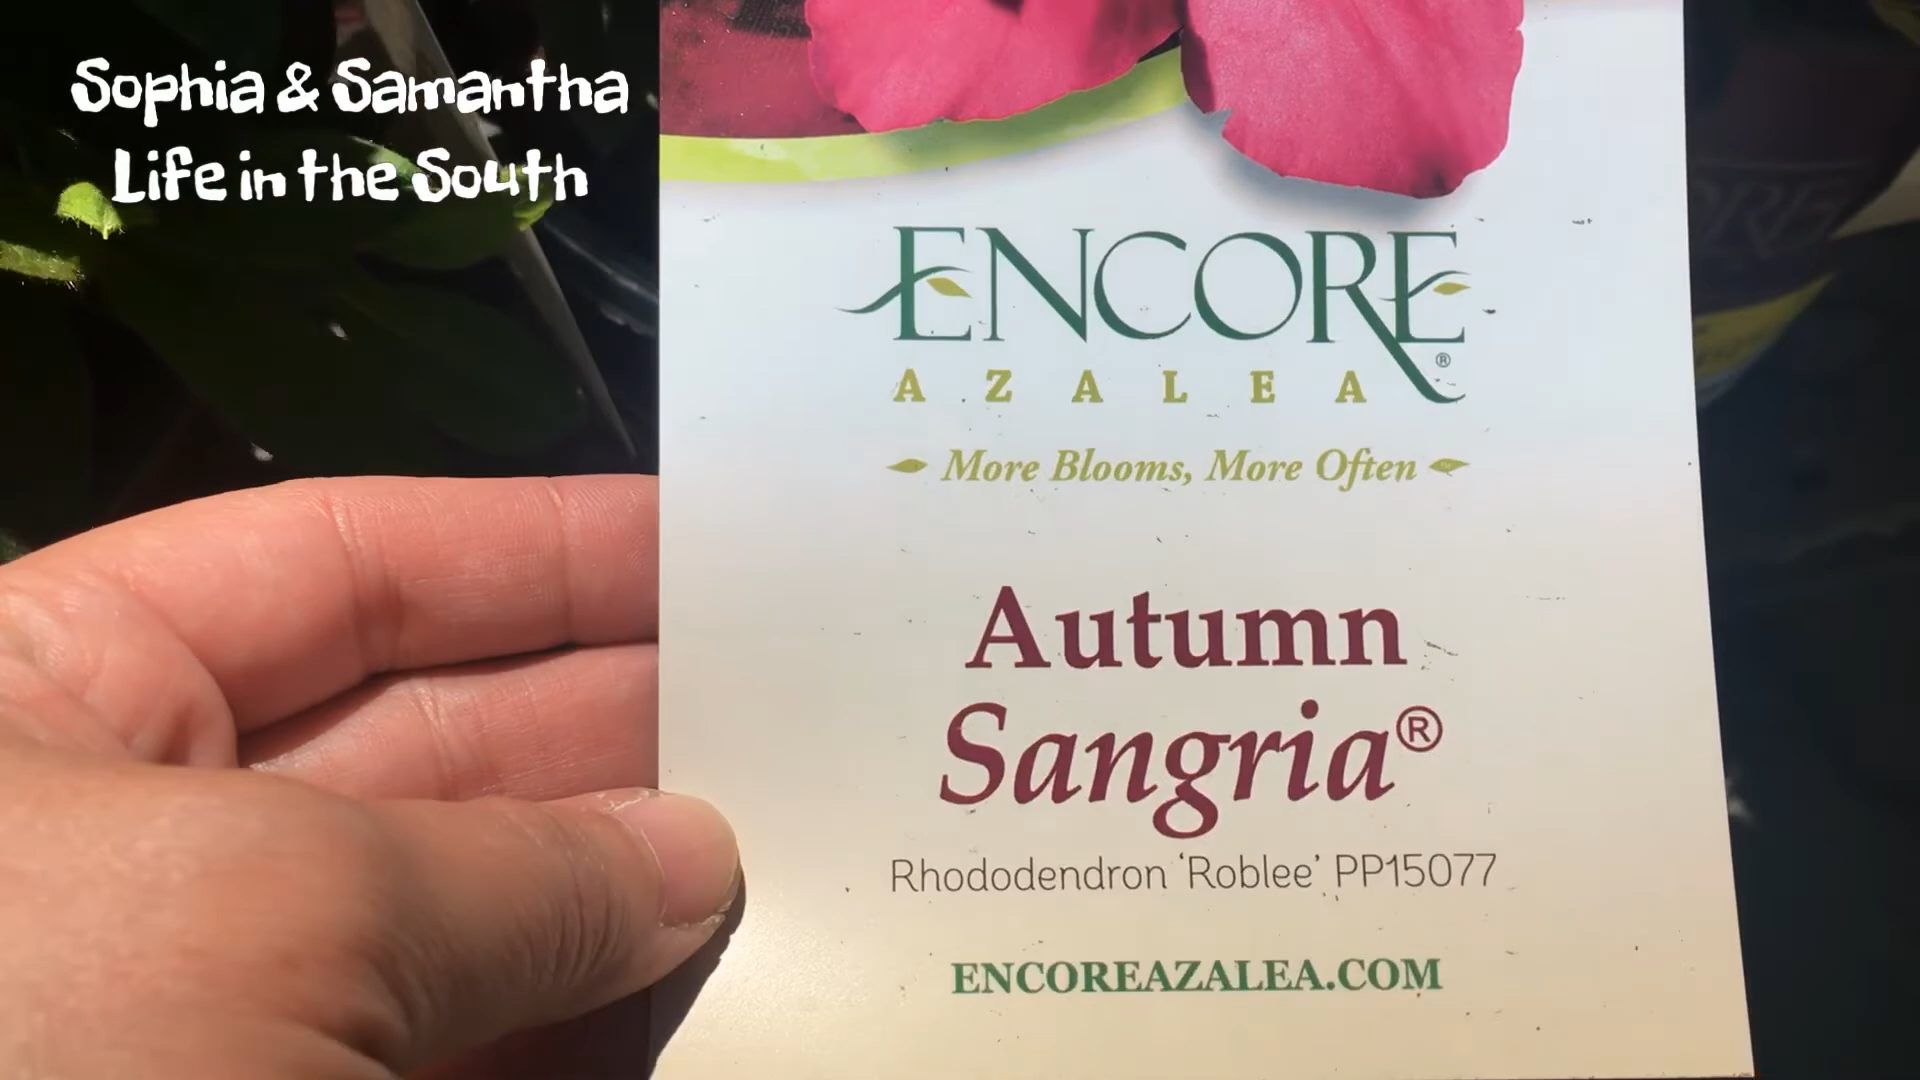 Sophia & Samantha
Life in the South
ENCORE®
AZALEA
More Blooms, More Often
Autumn
Sangria®
Rhododendron ‘Roblee’ PP15077
ENCOREAZALEA.COM